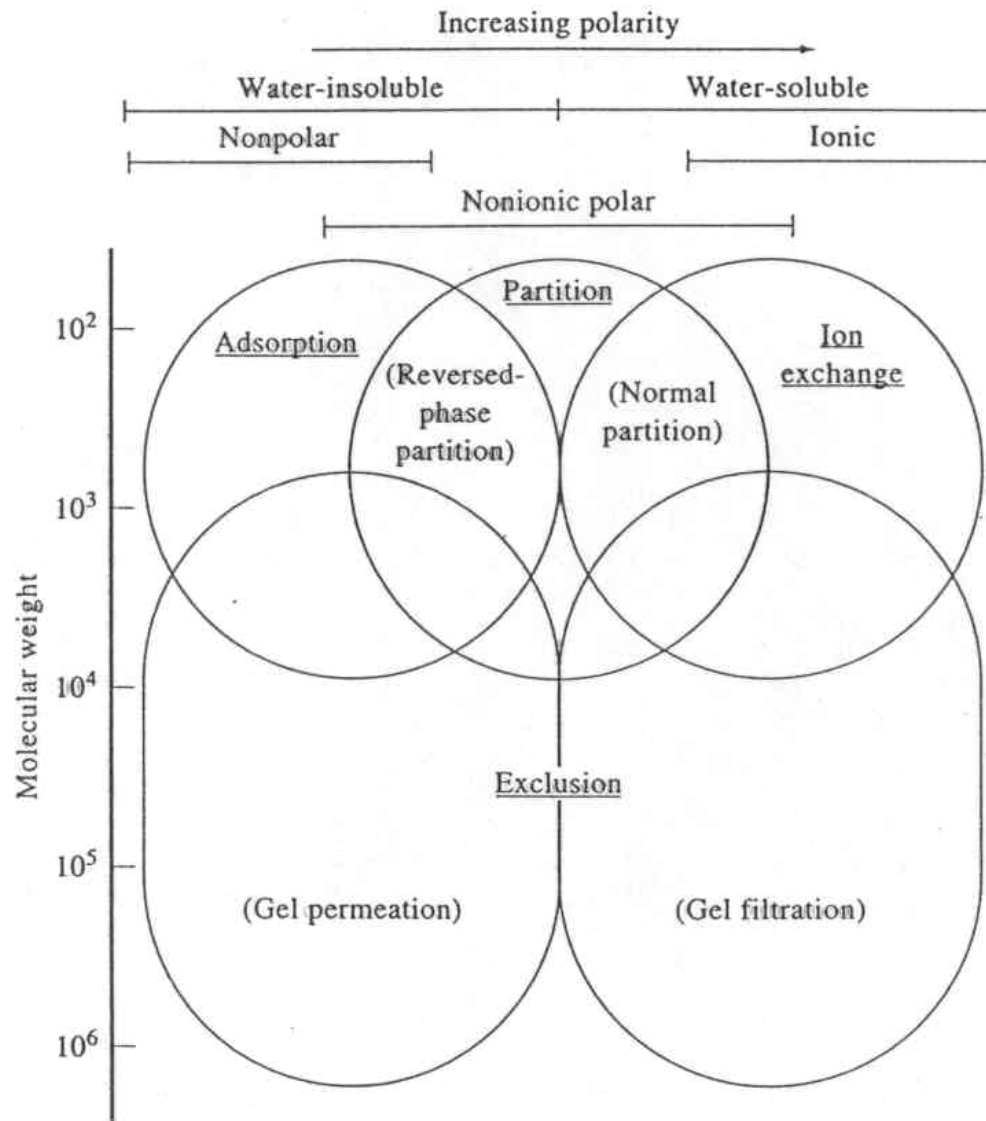 Increasing polarity
Water-insoluble
Water-soluble
Nonpolar
Ionic
Nonionic polar
Partition
10²
Adsorption
Ion
exchange
(Reversed-
phase
partition)
(Normal
partition)
10³
Molecular weight
10⁴
Exclusion
10⁵
(Gel permeation)
(Gel filtration)
10⁶